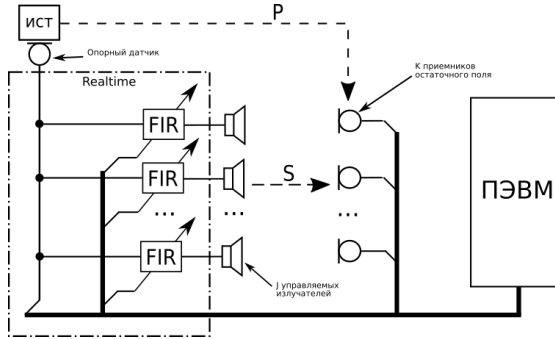 ист
P
Опорный датчик
К приемников
остаточного поля
Realtime
FIR
FIR
S
ПЭВМ
...
...
...
FIR
J управляемых
излучателей